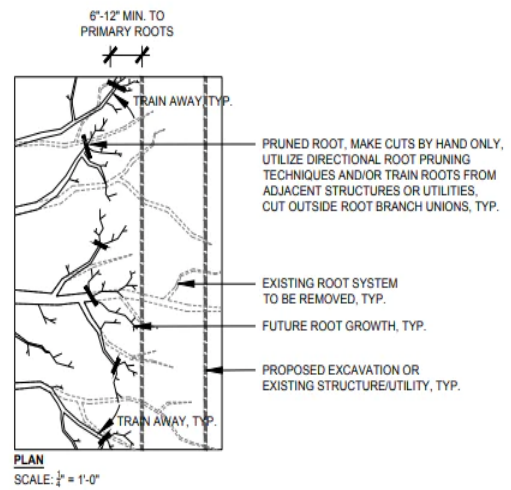 6"-12" MIN. TO
PRIMARY ROOTS
TRAIN AWAY, TYP.
PRUNED ROOT, MAKE CUTS BY HAND ONLY,
UTILIZE DIRECTIONAL ROOT PRUNING
TECHNIQUES AND/OR TRAIN ROOTS FROM
ADJACENT STRUCTURES OR UTILITIES,
CUT OUTSIDE ROOT BRANCH UNIONS, TYP.
EXISTING ROOT SYSTEM
TO BE REMOVED, TYP.
FUTURE ROOT GROWTH, TYP.
PROPOSED EXCAVATION OR
EXISTING STRUCTURE/UTILITY, TYP.
TRAIN AWAY, TYP.
PLAN
SCALE: 1/4" = 1'-0"